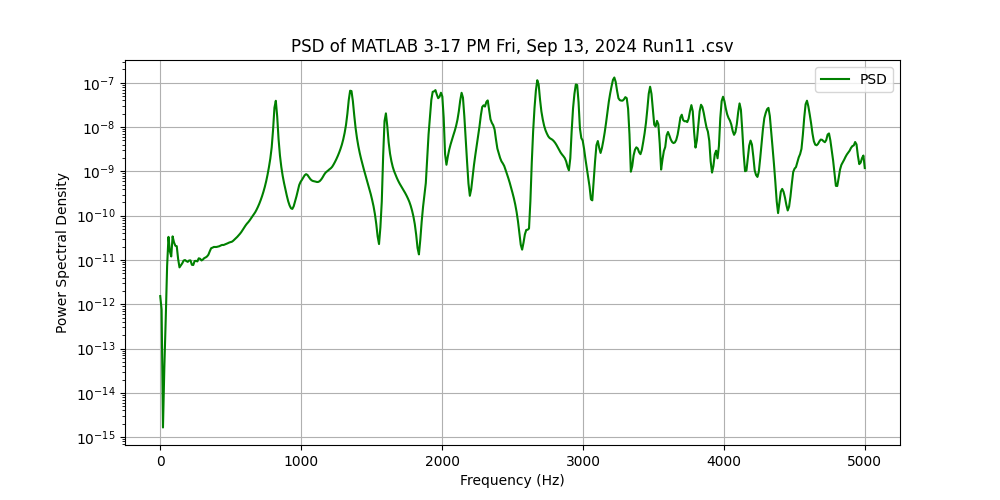 PSD of MATLAB 3-17 PM Fri, Sep 13, 2024 Run11 .csv
PSD
Power Spectral Density
10⁻⁷
10⁻⁸
10⁻⁹
10⁻¹⁰
10⁻¹¹
10⁻¹²
10⁻¹³
10⁻¹⁴
10⁻¹⁵
0 1000 2000 3000 4000 5000
Frequency (Hz)